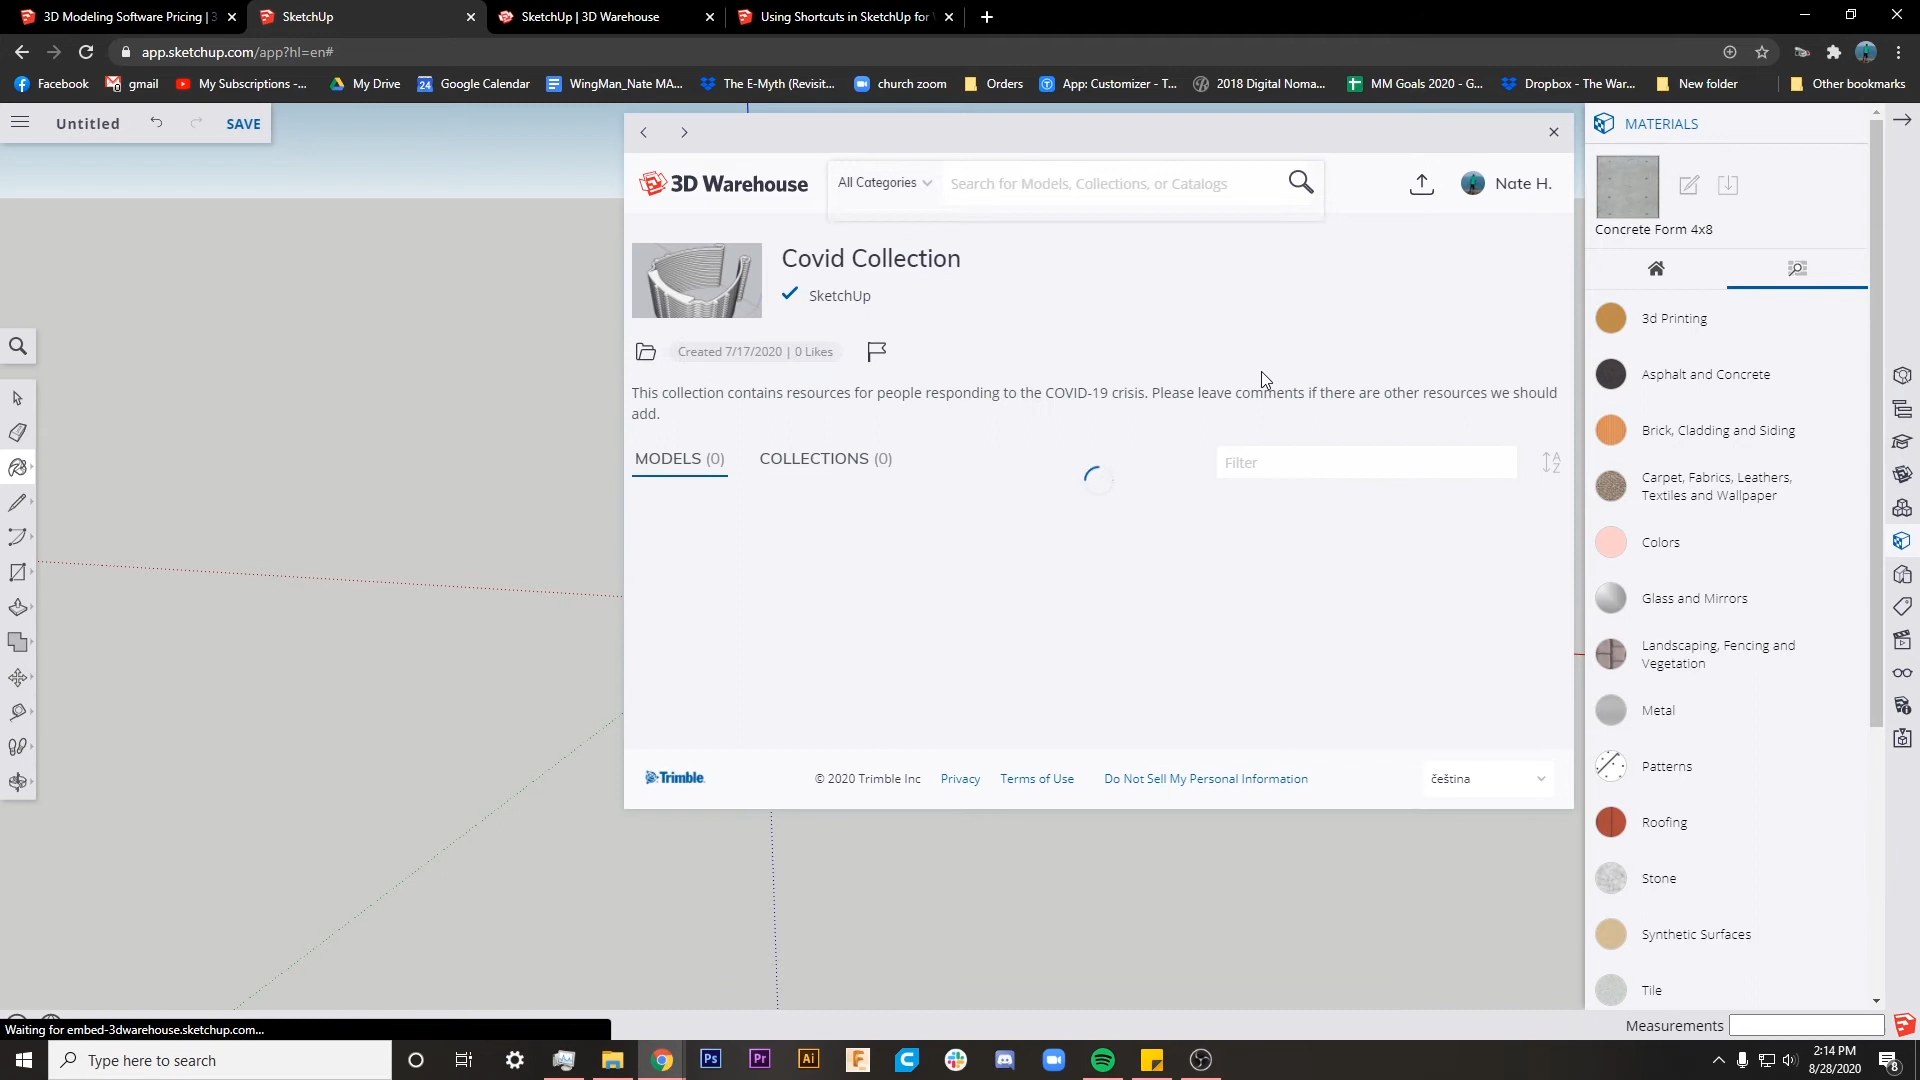 3D Modeling Software Pricing | 3
SketchUp
SketchUp | 3D Warehouse
Using Shortcuts in SketchUp for
app.sketchup.com/app?hl=en#
Facebook
gmail
My Subscriptions -...
My Drive
24
Google Calendar
WingMan_Nate MA...
The E-Myth (Revisit...
church zoom
Orders
App: Customizer - T...
2018 Digital Noma...
MM Goals 2020 - G...
Dropbox - The War...
New folder
Other bookmarks
Untitled
SAVE
3D Warehouse
All Categories
Search for Models, Collections, or Catalogs
Nate H.
Covid Collection
SketchUp
Created 7/17/2020 | 0 Likes
This collection contains resources for people responding to the COVID-19 crisis. Please leave comments if there are other resources we should
add.
MODELS (0)
COLLECTIONS (0)
Filter
A
Z
Trimble
© 2020 Trimble Inc
Privacy
Terms of Use
Do Not Sell My Personal Information
čeština
MATERIALS
Concrete Form 4x8
3d Printing
Asphalt and Concrete
Brick, Cladding and Siding
Carpet, Fabrics, Leathers,
Textiles and Wallpaper
Colors
Glass and Mirrors
Landscaping, Fencing and
Vegetation
Metal
Patterns
Roofing
Stone
Synthetic Surfaces
Tile
Measurements
Waiting for embed-3dwarehouse.sketchup.com...
Type here to search
Ps
Pr
Ai
F
2:14 PM
8/28/2020
8